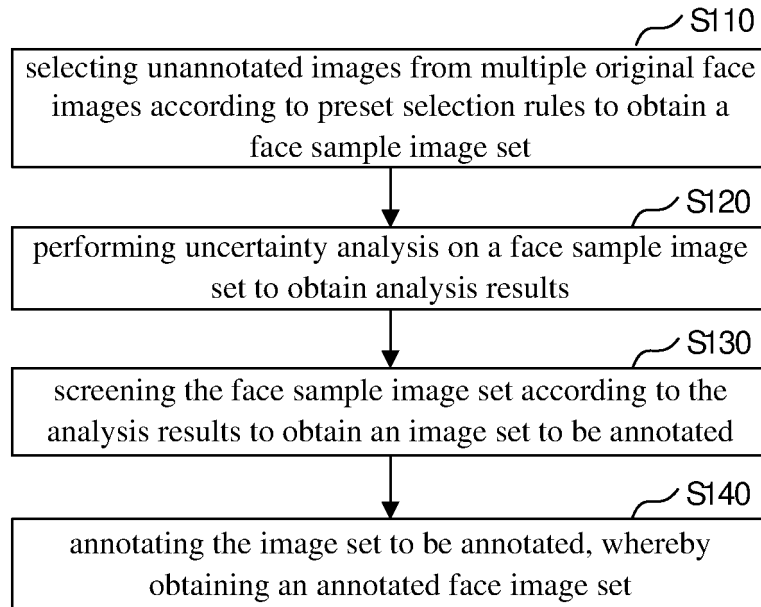 S110
selecting unannotated images from multiple original face
images according to preset selection rules to obtain a
face sample image set
S120
performing uncertainty analysis on a face sample image
set to obtain analysis results
S130
screening the face sample image set according to the
analysis results to obtain an image set to be annotated
S140
annotating the image set to be annotated, whereby
obtaining an annotated face image set